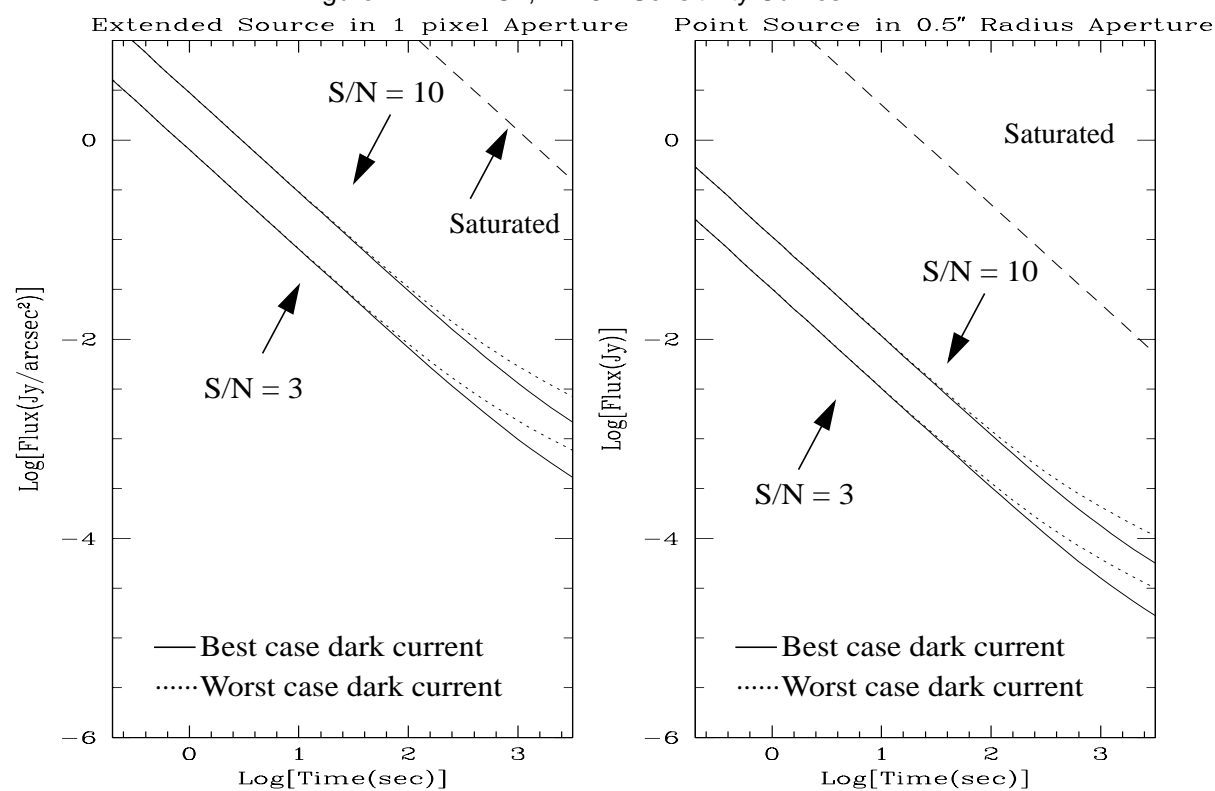 Extended Source in 1 pixel Aperture
S/N = 10
Saturated
S/N = 3
Best case dark current
Worst case dark current
0
−2
−4
−6
0
1
2
3
Log[Flux(Jy/arcsec²)]
Log[Time(sec)]
Point Source in 0.5″ Radius Aperture
Saturated
S/N = 10
S/N = 3
Best case dark current
Worst case dark current
0
−2
−4
−6
0
1
2
3
Log[Flux(Jy)]
Log[Time(sec)]